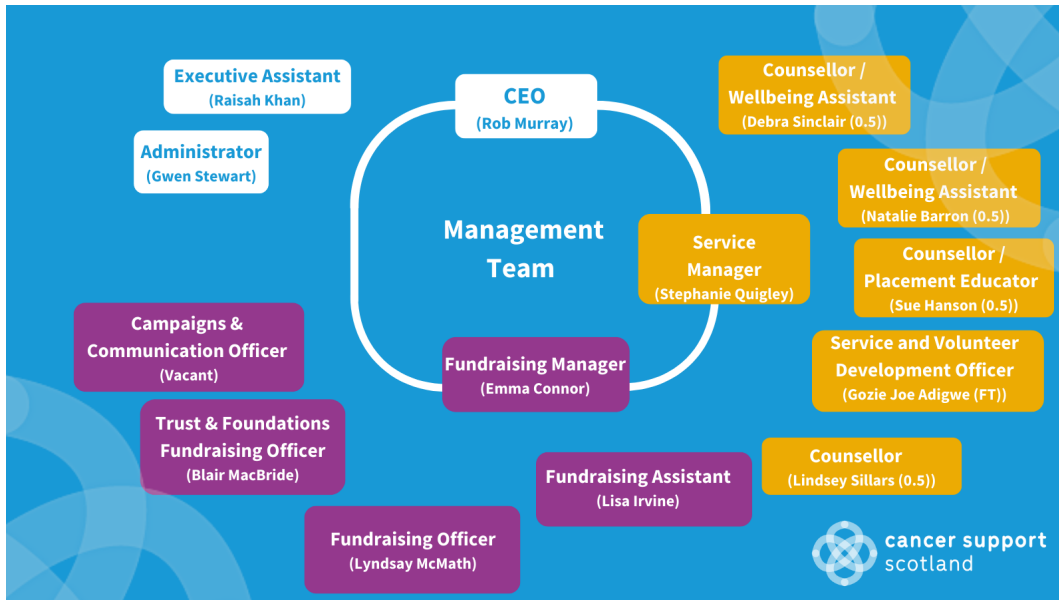 Executive Assistant
(Raisah Khan)
Administrator
(Gwen Stewart)
CEO
(Rob Murray)
Management
Team
Service
Manager
(Stephanie Quigley)
Fundraising Manager
(Emma Connor)
Counsellor /
Wellbeing Assistant
(Debra Sinclair (0.5))
Counsellor /
Wellbeing Assistant
(Natalie Barron (0.5))
Counsellor /
Placement Educator
(Sue Hanson (0.5))
Service and Volunteer
Development Officer
(Gozie Joe Adigwe (FT))
Counsellor
(Lindsey Sillars (0.5))
Campaigns &
Communication Officer
(Vacant)
Trust & Foundations
Fundraising Officer
(Blair MacBride)
Fundraising Officer
(Lyndsay McMath)
Fundraising Assistant
(Lisa Irvine)
cancer support
scotland